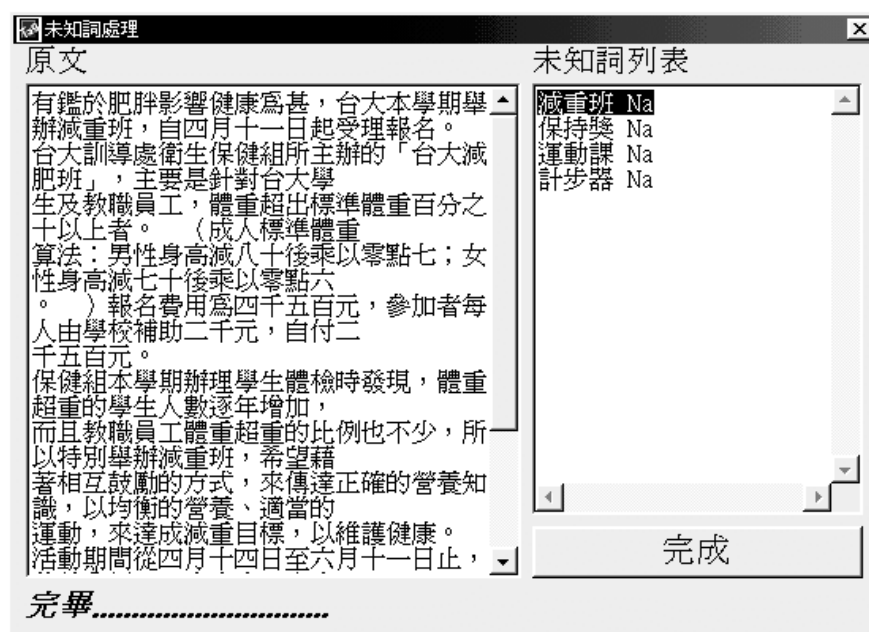 未知詞處理
原文
有鑑於肥胖影響健康為甚，台大本學期舉
辦減重班，自四月十一日起受理報名。
台大訓導處衛生保健組所主辦的「台大減
肥班」，主要是針對台大學
生及教職員工，體重超出標準體重百分之
十以上者。 （成人標準體重
算法：男性身高減八十後乘以零點七；女
性身高減七十後乘以零點六
。 ）報名費用為四千五百元，參加者每
人由學校補助二千元，自付二
千五百元。
保健組本學期辦理學生體檢時發現，體重
超重的學生人數逐年增加，
而且教職員工體重超重的比例也不少，所
以特別舉辦減重班，希望藉
著相互鼓勵的方式，來傳達正確的營養知
識，以均衡的營養、適當的
運動，來達成減重目標，以維護健康。
活動期間從四月十四日至六月十一日止，
未知詞列表
減重班 Na
保持獎 Na
運動課 Na
計步器 Na
完成
完畢............................